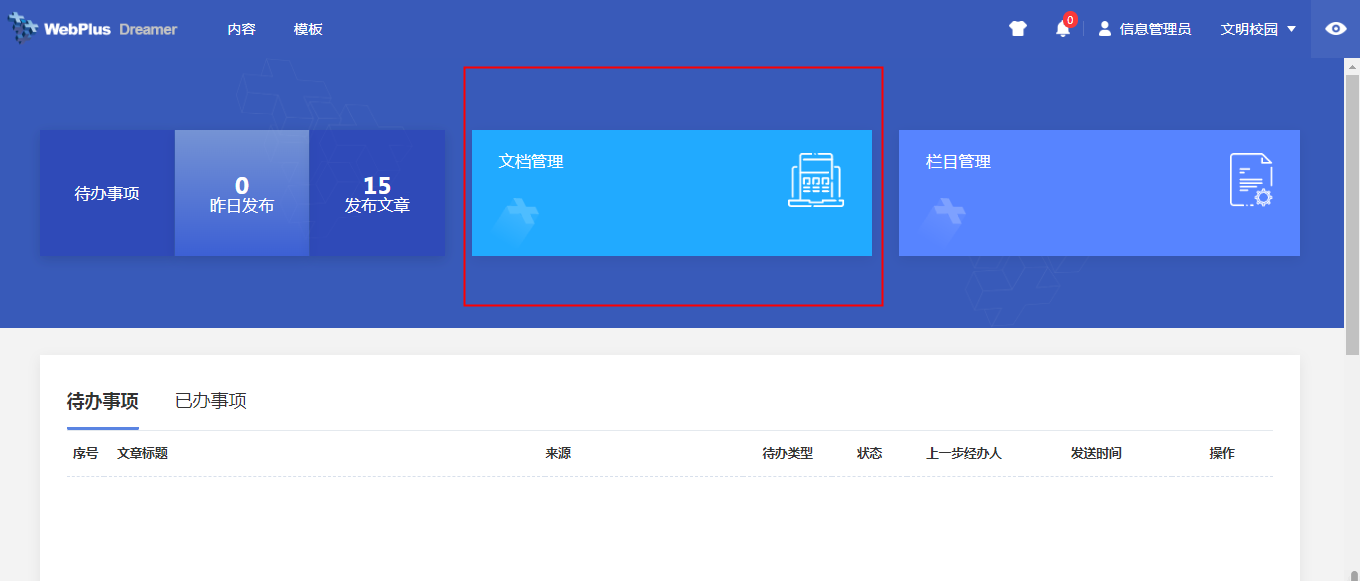 WebPlus Dreamer 内容 模板 0 信息管理员 文明校园
待办事项
0
昨日发布
15
发布文章
文档管理
栏目管理
待办事项 已办事项
序号 文章标题 来源 待办类型 状态 上一步经办人 发送时间 操作